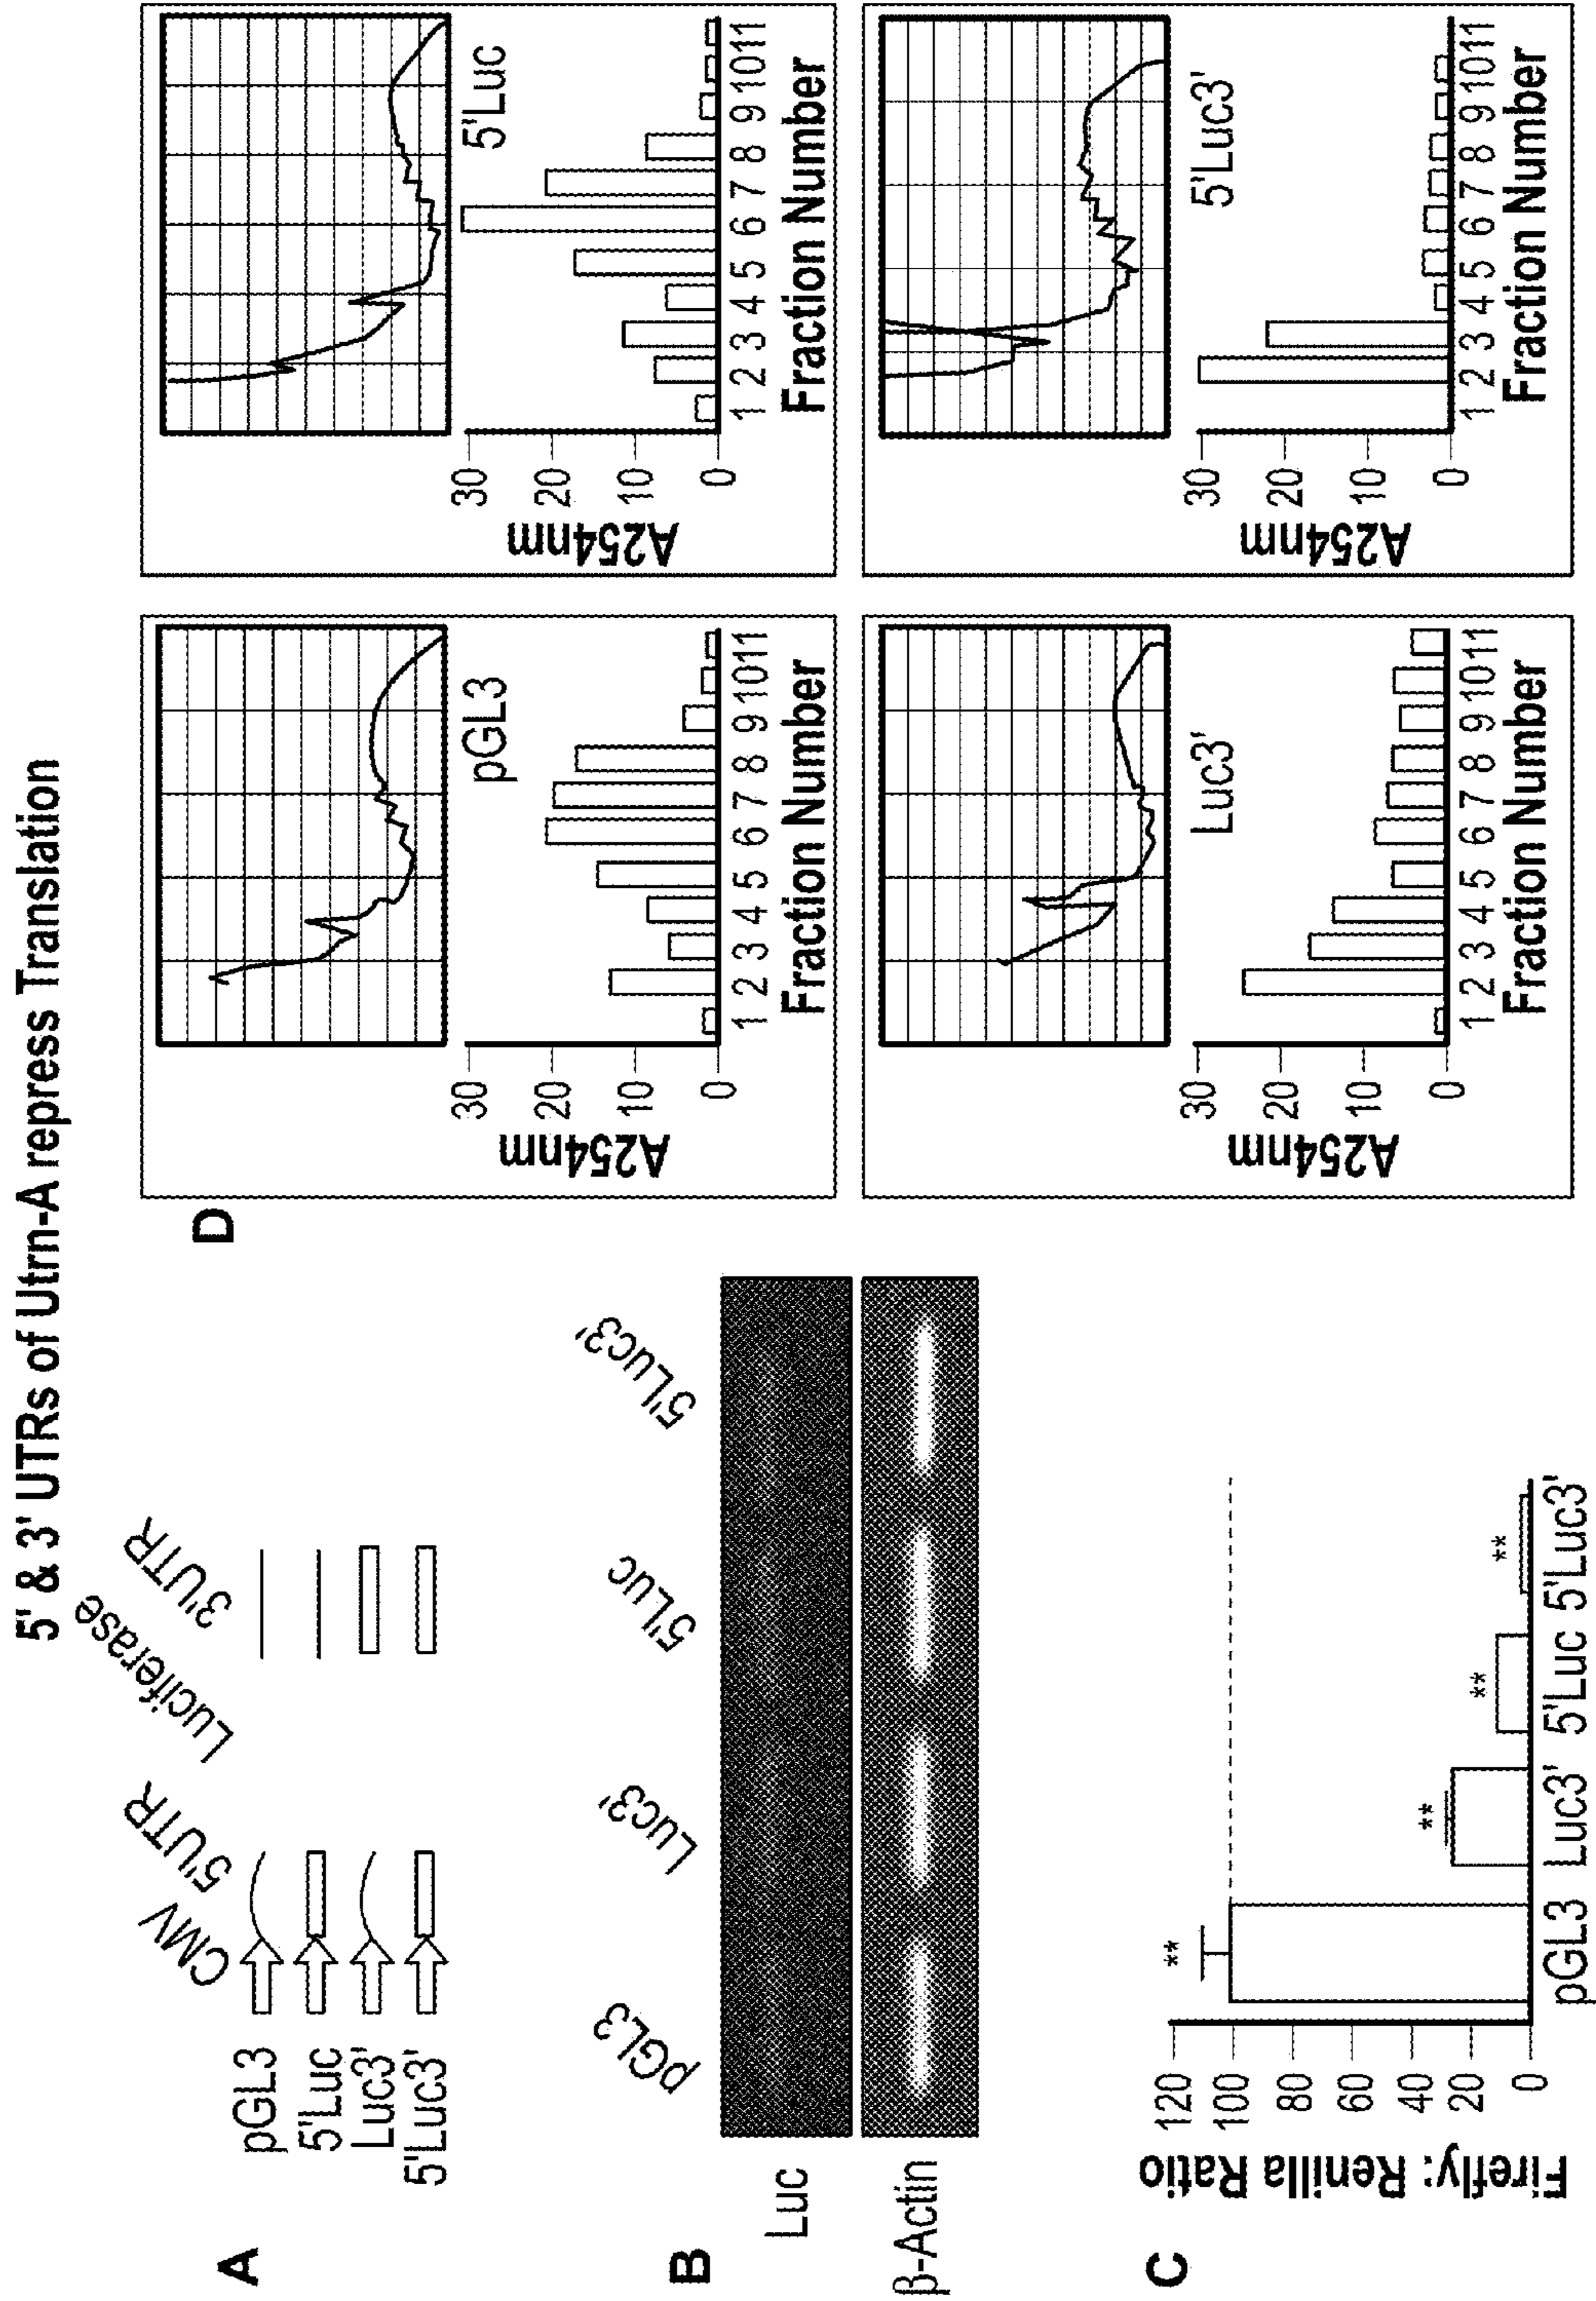 5' & 3' UTRs of Utrn-A repress Translation
A
CMV
5'UTR
Luciferase
3'UTR
pGL3
5'Luc
Luc3'
5'Luc3'
B
pGL3
Luc3'
5'Luc
5'Luc3'
Luc
β-Actin
C
Firefly: Renilla Ratio
120
100
80
60
40
20
0
**
**
**
**
pGL3 Luc3' 5'Luc 5'Luc3'
D
pGL3
A254nm
30
20
10
0
1 2 3 4 5 6 7 8 9 10 11
Fraction Number
5'Luc
A254nm
30
20
10
0
1 2 3 4 5 6 7 8 9 10 11
Fraction Number
Luc3'
A254nm
30
20
10
0
1 2 3 4 5 6 7 8 9 10 11
Fraction Number
5'Luc3'
A254nm
30
20
10
0
1 2 3 4 5 6 7 8 9 10 11
Fraction Number